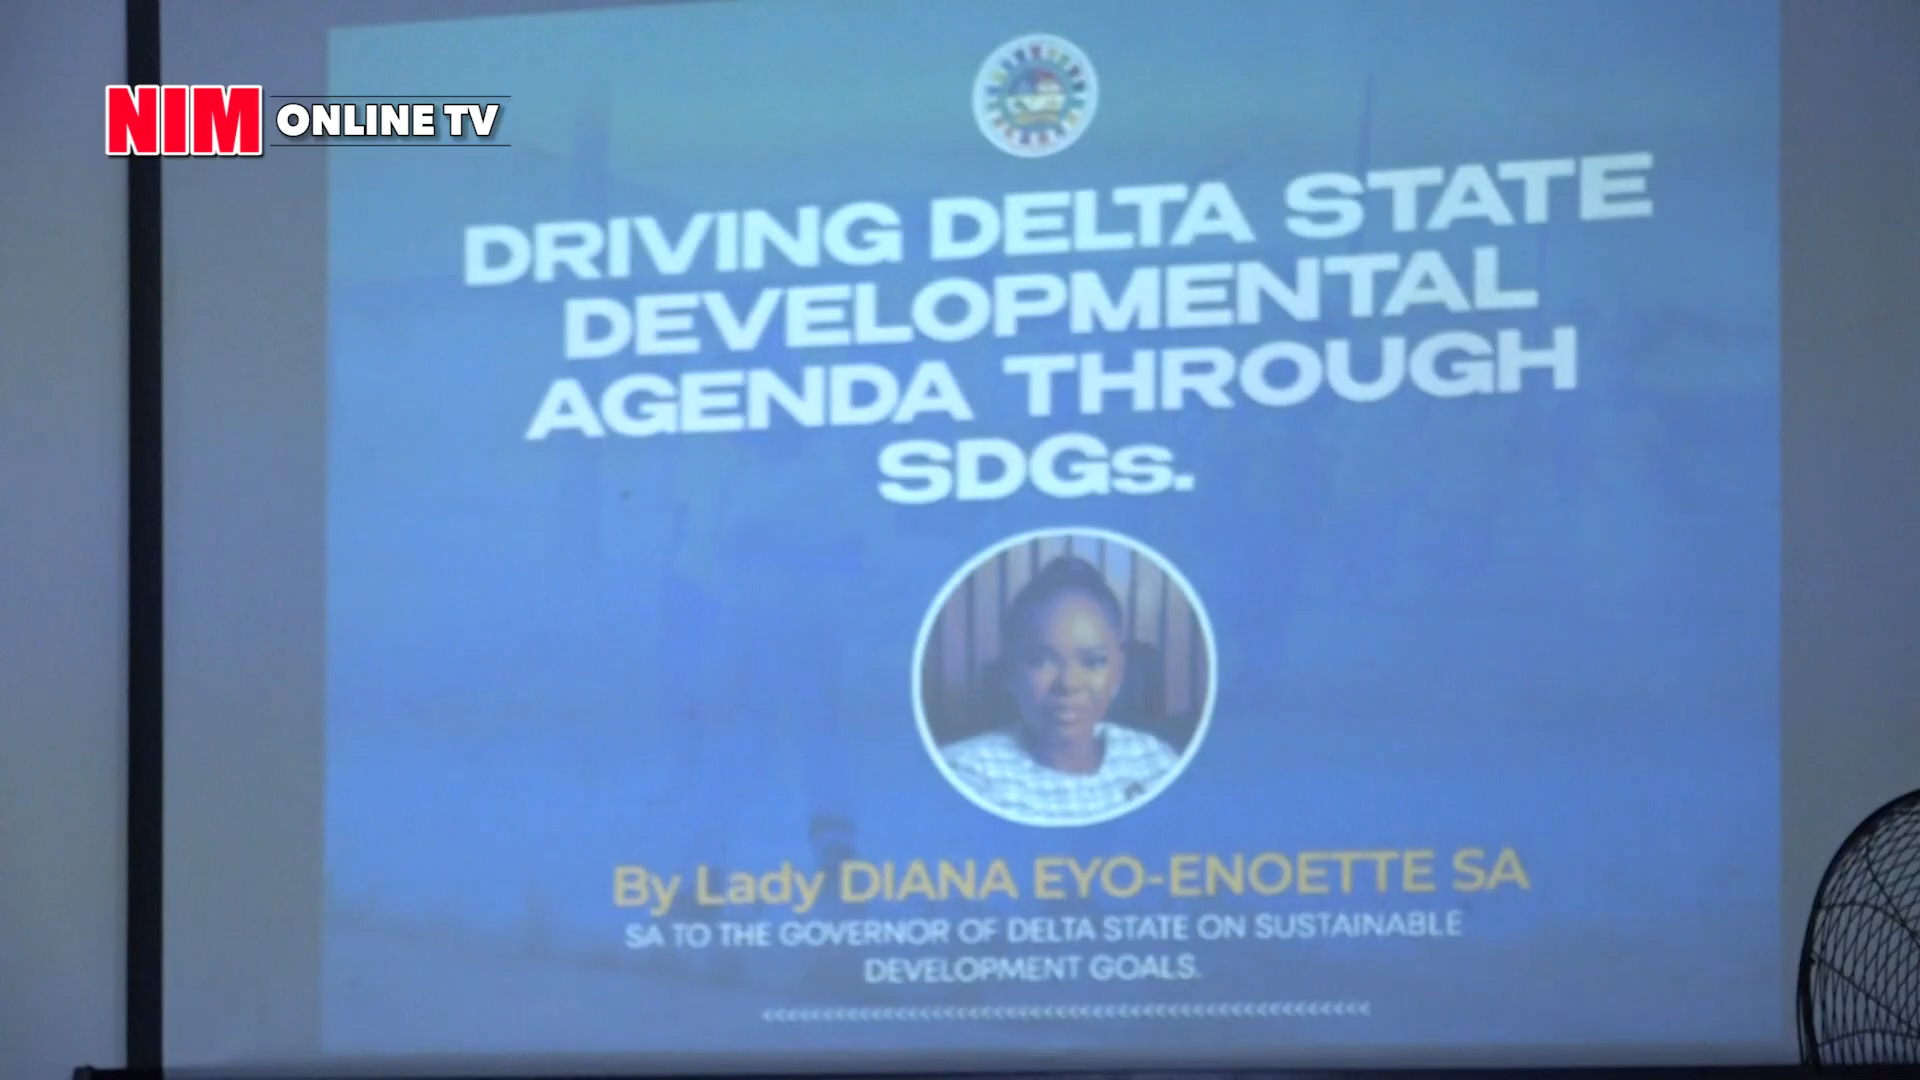 NIM ONLINE TV
DRIVING DELTA STATE
DEVELOPMENTAL
AGENDA THROUGH
SDGs.
By Lady DIANA EYO-ENOETTE SA
SA TO THE GOVERNOR OF DELTA STATE ON SUSTAINABLE
DEVELOPMENT GOALS.